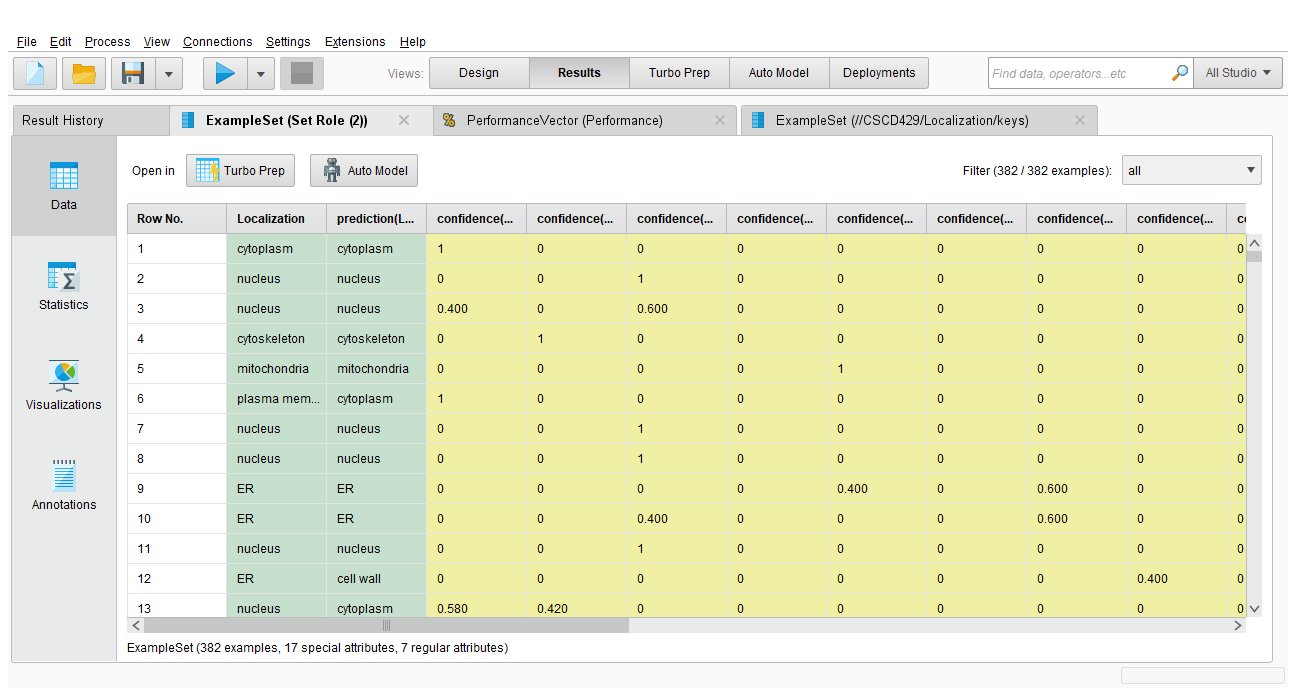 File Edit Process View Connections Settings Extensions Help
Views: Design Results Turbo Prep Auto Model Deployments Find data, operators...etc All Studio
Result History ExampleSet (Set Role (2)) PerformanceVector (Performance) ExampleSet (//CSCD429/Localization/keys)
Data
Statistics
Visualizations
Annotations
Open in Turbo Prep Auto Model Filter (382 / 382 examples): all
Row No. Localization prediction(L... confidence(... confidence(... confidence(... confidence(... confidence(... confidence(... confidence(... confidence(... co
1 cytoplasm cytoplasm 1 0 0 0 0 0 0 0 0
2 nucleus nucleus 0 0 1 0 0 0 0 0 0
3 nucleus nucleus 0.400 0 0.600 0 0 0 0 0 0
4 cytoskeleton cytoskeleton 0 1 0 0 0 0 0 0 0
5 mitochondria mitochondria 0 0 0 0 1 0 0 0 0
6 plasma mem... cytoplasm 1 0 0 0 0 0 0 0 0
7 nucleus nucleus 0 0 1 0 0 0 0 0 0
8 nucleus nucleus 0 0 1 0 0 0 0 0 0
9 ER ER 0 0 0 0 0.400 0 0.600 0 0
10 ER ER 0 0 0.400 0 0 0 0.600 0 0
11 nucleus nucleus 0 0 1 0 0 0 0 0 0
12 ER cell wall 0 0 0 0 0 0 0 0.400 0
13 nucleus cytoplasm 0.580 0.420 0 0 0 0 0 0 0
ExampleSet (382 examples, 17 special attributes, 7 regular attributes)